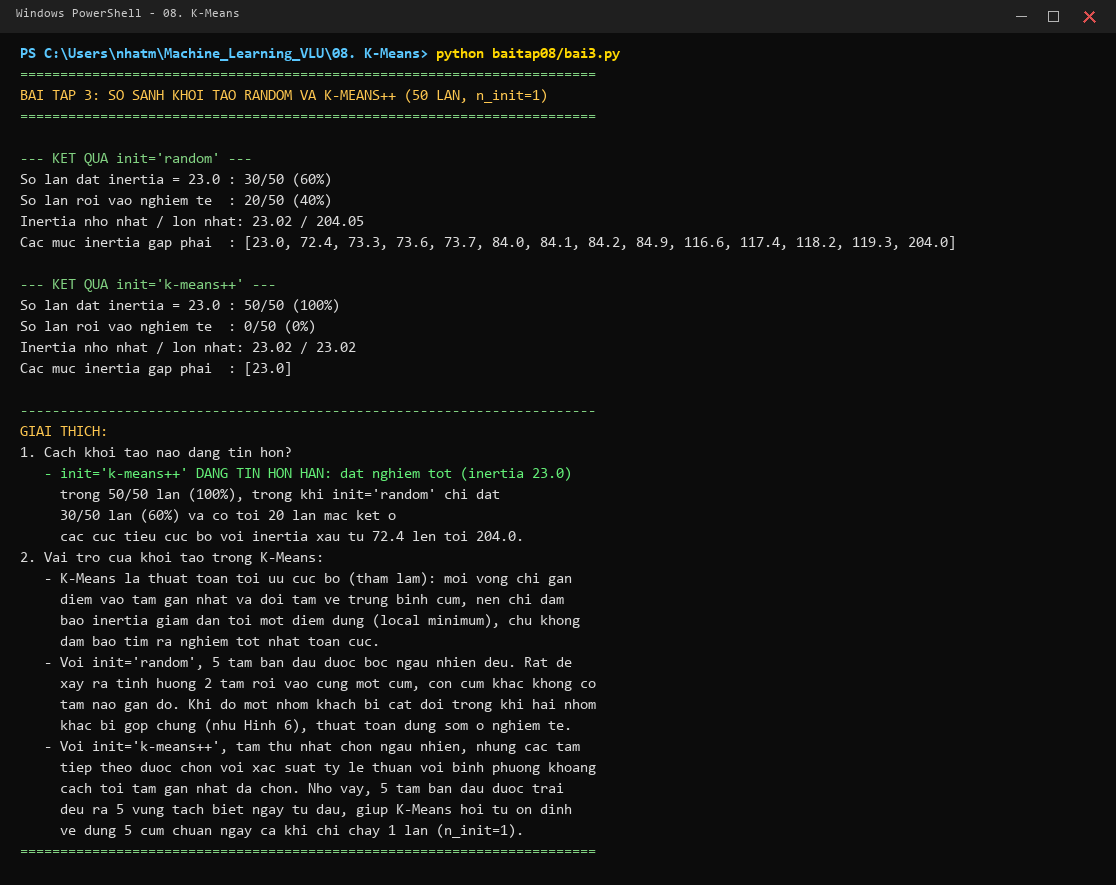 Windows PowerShell - 08. K-Means
PS C:\Users\nhatm\Machine_Learning_VLU\08. K-Means> python baitap08/bai3.py
========================================================================
BAI TAP 3: SO SANH KHOI TAO RANDOM VA K-MEANS++ (50 LAN, n_init=1)
========================================================================
--- KET QUA init='random' ---
So lan dat inertia = 23.0 : 30/50 (60%)
So lan roi vao nghiem te  : 20/50 (40%)
Inertia nho nhat / lon nhat: 23.02 / 204.05
Cac muc inertia gap phai  : [23.0, 72.4, 73.3, 73.6, 73.7, 84.0, 84.1, 84.2, 84.9, 116.6, 117.4, 118.2, 119.3, 204.0]
--- KET QUA init='k-means++' ---
So lan dat inertia = 23.0 : 50/50 (100%)
So lan roi vao nghiem te  : 0/50 (0%)
Inertia nho nhat / lon nhat: 23.02 / 23.02
Cac muc inertia gap phai  : [23.0]
------------------------------------------------------------------------
GIAI THICH:
1. Cach khoi tao nao dang tin hon?
   - init='k-means++' DANG TIN HON HAN: dat nghiem tot (inertia 23.0)
     trong 50/50 lan (100%), trong khi init='random' chi dat
     30/50 lan (60%) va co toi 20 lan mac ket o
     cac cuc tieu cuc bo voi inertia xau tu 72.4 len toi 204.0.
2. Vai tro cua khoi tao trong K-Means:
   - K-Means la thuat toan toi uu cuc bo (tham lam): moi vong chi gan
     diem vao tam gan nhat va doi tam ve trung binh cum, nen chi dam
     bao inertia giam dan toi mot diem dung (local minimum), chu khong
     dam bao tim ra nghiem tot nhat toan cuc.
   - Voi init='random', 5 tam ban dau duoc boc ngau nhien deu. Rat de
     xay ra tinh huong 2 tam roi vao cung mot cum, con cum khac khong co
     tam nao gan do. Khi do mot nhom khach bi cat doi trong khi hai nhom
     khac bi gop chung (nhu Hinh 6), thuat toan dung som o nghiem te.
   - Voi init='k-means++', tam thu nhat chon ngau nhien, nhung cac tam
     tiep theo duoc chon voi xac suat ty le thuan voi binh phuong khoang
     cach toi tam gan nhat da chon. Nho vay, 5 tam ban dau duoc trai
     deu ra 5 vung tach biet ngay tu dau, giup K-Means hoi tu on dinh
     ve dung 5 cum chuan ngay ca khi chi chay 1 lan (n_init=1).
========================================================================